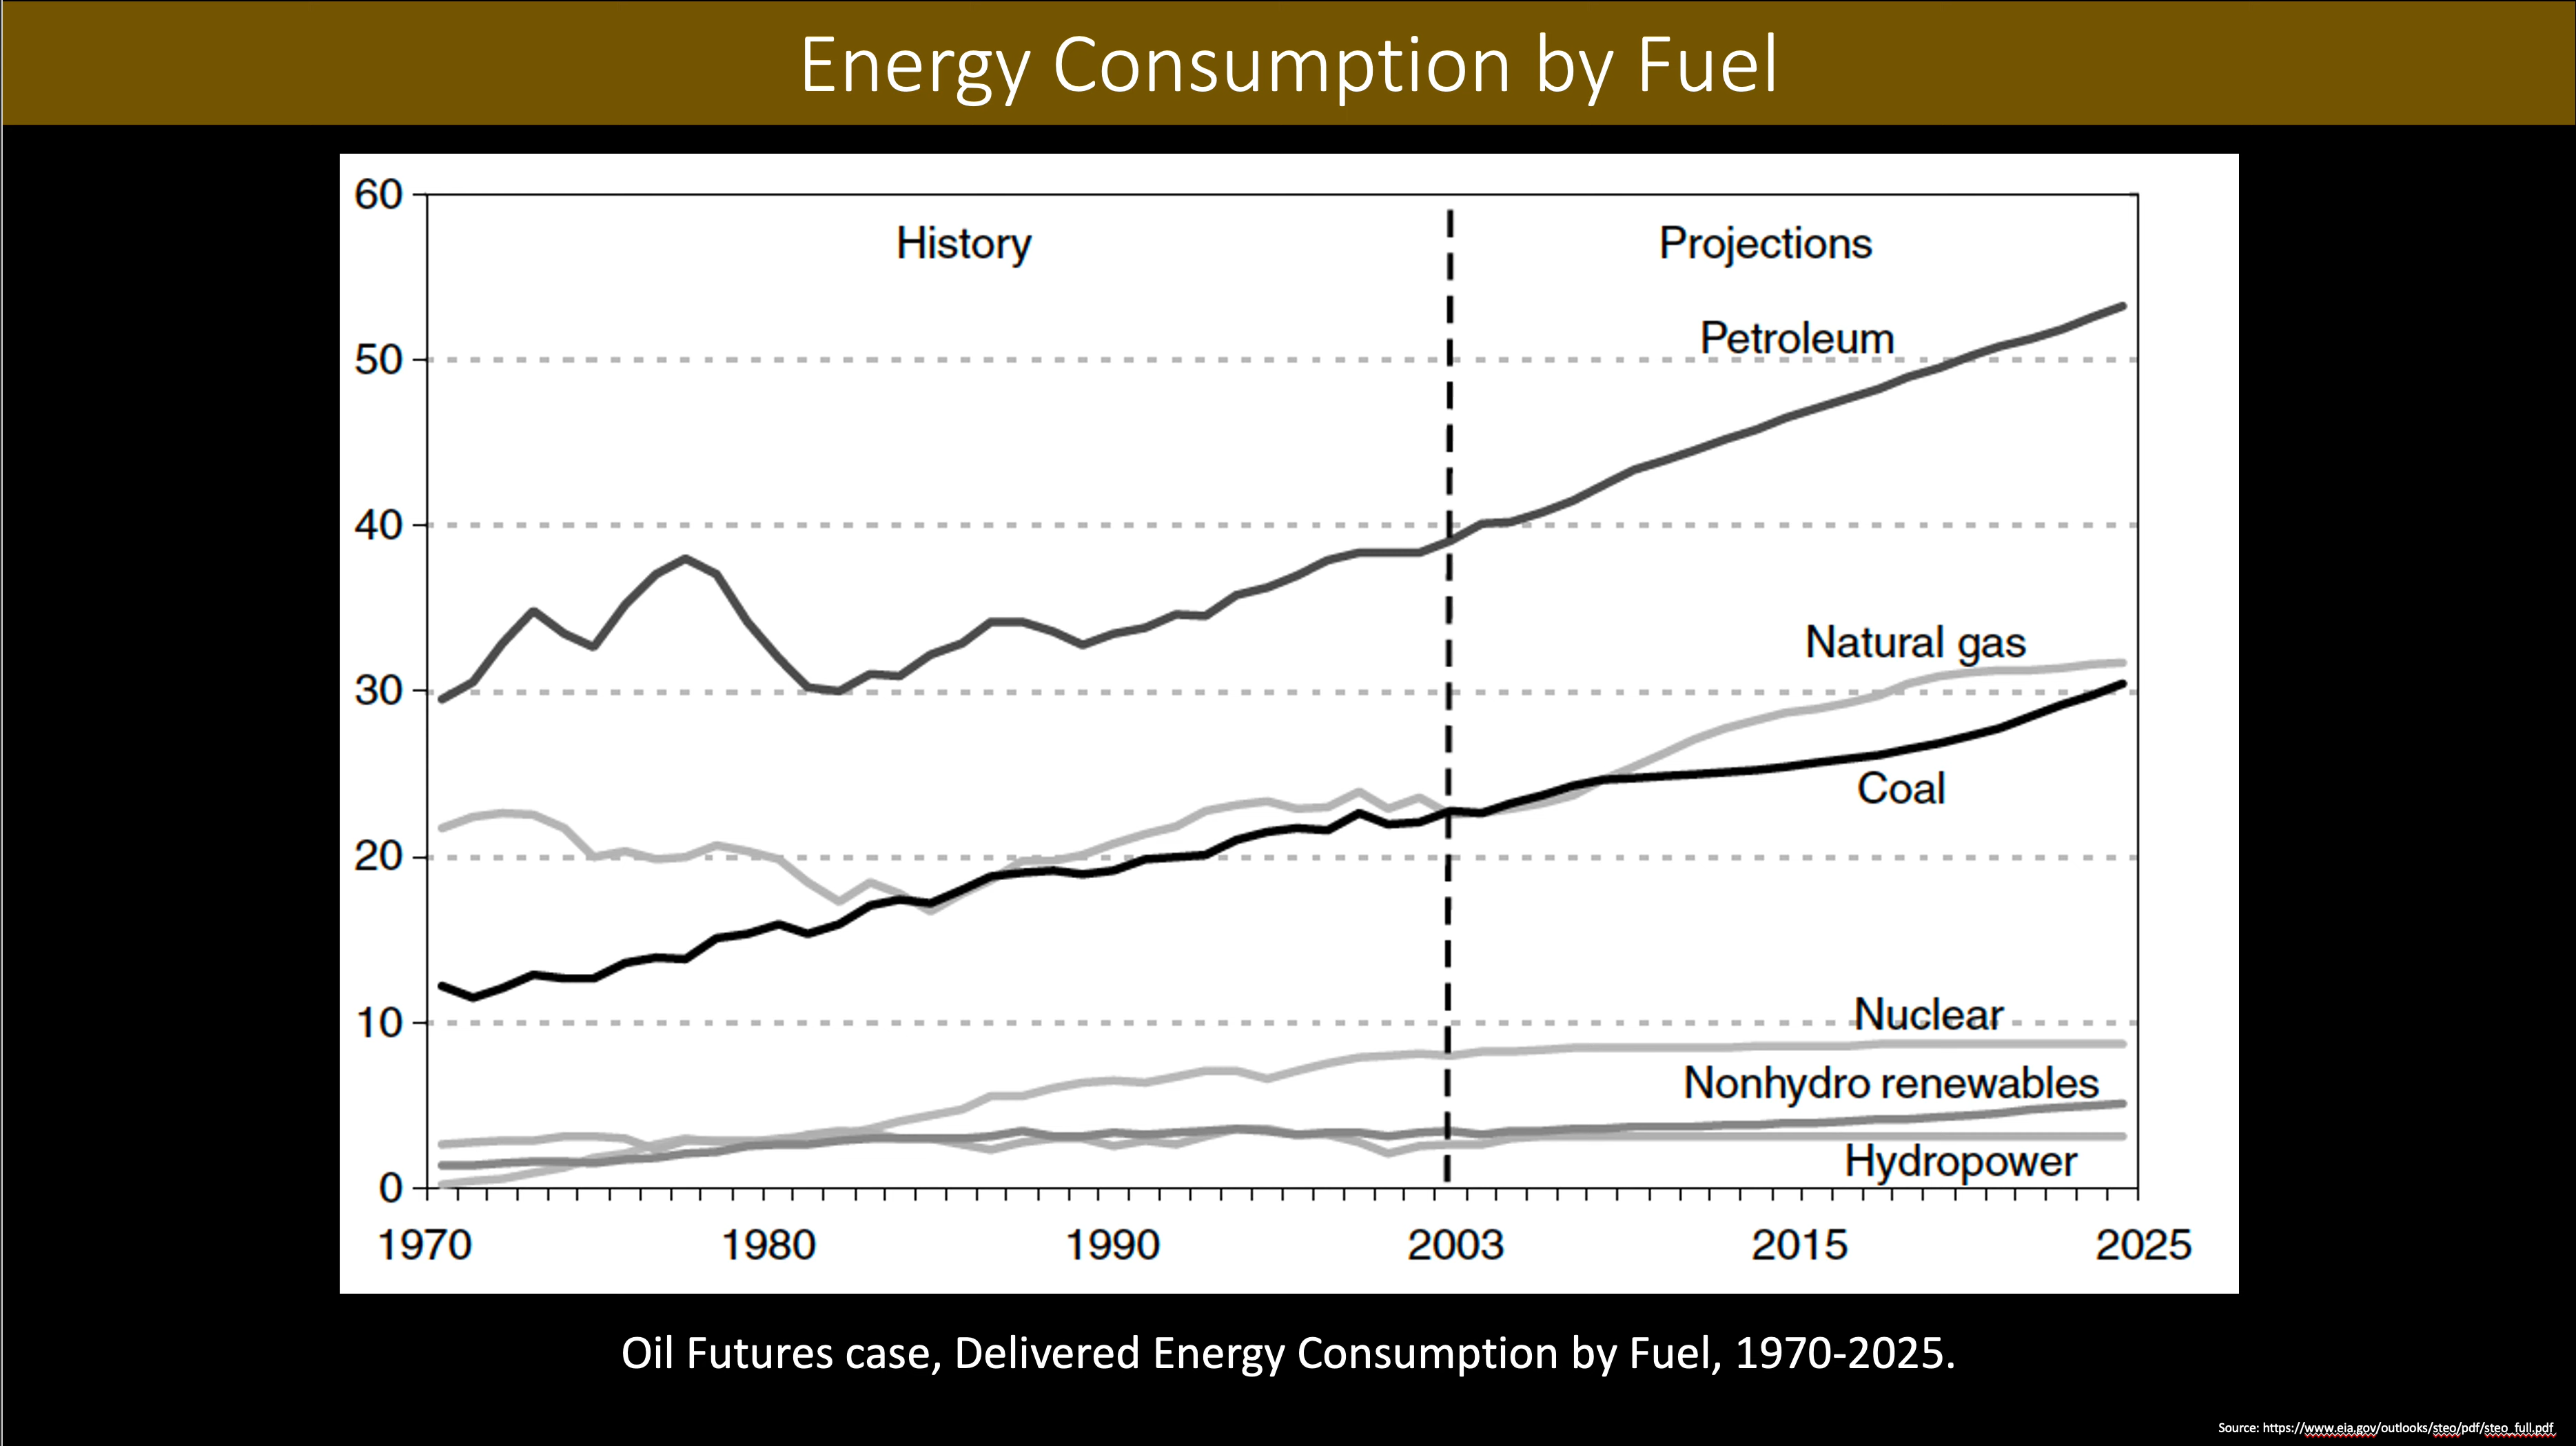 Energy Consumption by Fuel
60
History
Projections
50
Petroleum
40
Natural gas
30
Coal
20
10
Nuclear
Nonhydro renewables
Hydropower
0
1970 1980 1990 2003 2015 2025
Oil Futures case, Delivered Energy Consumption by Fuel, 1970-2025.
Source: https://www.eia.gov/outlooks/steo/pdf/steo_full.pdf